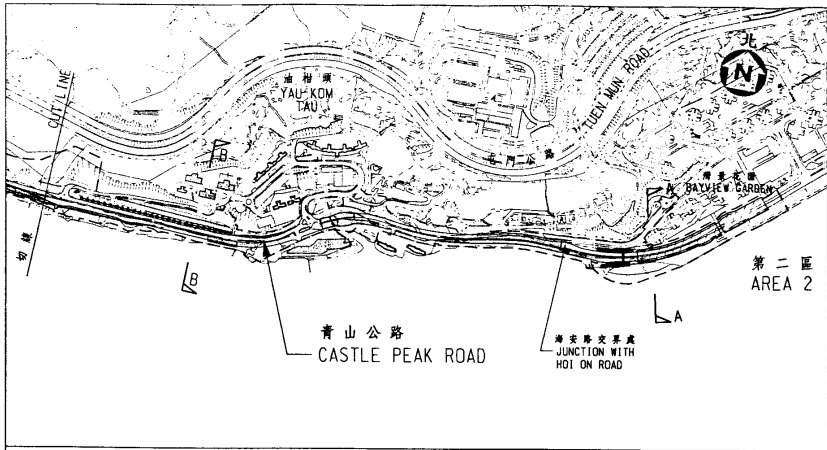 北
N
油柑頭
YAU KOM
TAU
CUT LINE
切線
TUEN MUN ROAD
屯門公路
灣景花園
BAYVIEW GARDEN
A
B
B
A
第二區
AREA 2
青山公路
CASTLE PEAK ROAD
海安路交界處
JUNCTION WITH
HOI ON ROAD